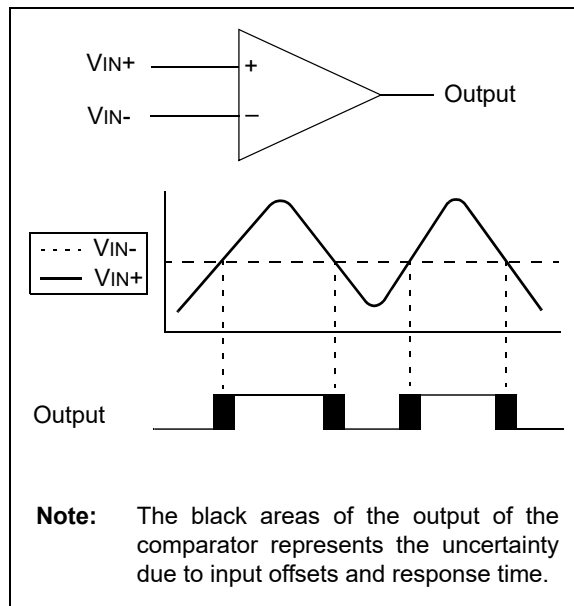 VIN+
+
Output
VIN-
–
VIN-
VIN+
Output
Note: The black areas of the output of the
comparator represents the uncertainty
due to input offsets and response time.